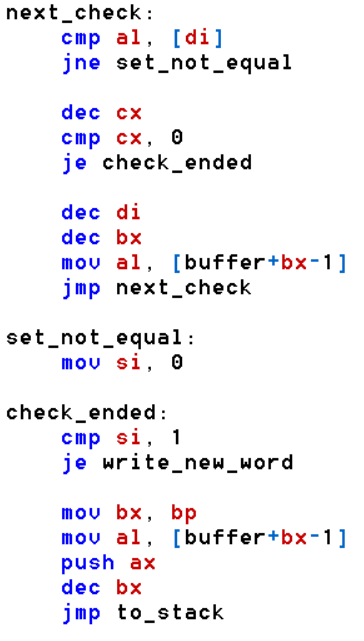 next_check:
    cmp al, [di]
    jne set_not_equal

    dec cx
    cmp cx, 0
    je check_ended

    dec di
    dec bx
    mov al, [buffer+bx-1]
    jmp next_check

set_not_equal:
    mov si, 0

check_ended:
    cmp si, 1
    je write_new_word

    mov bx, bp
    mov al, [buffer+bx-1]
    push ax
    dec bx
    jmp to_stack